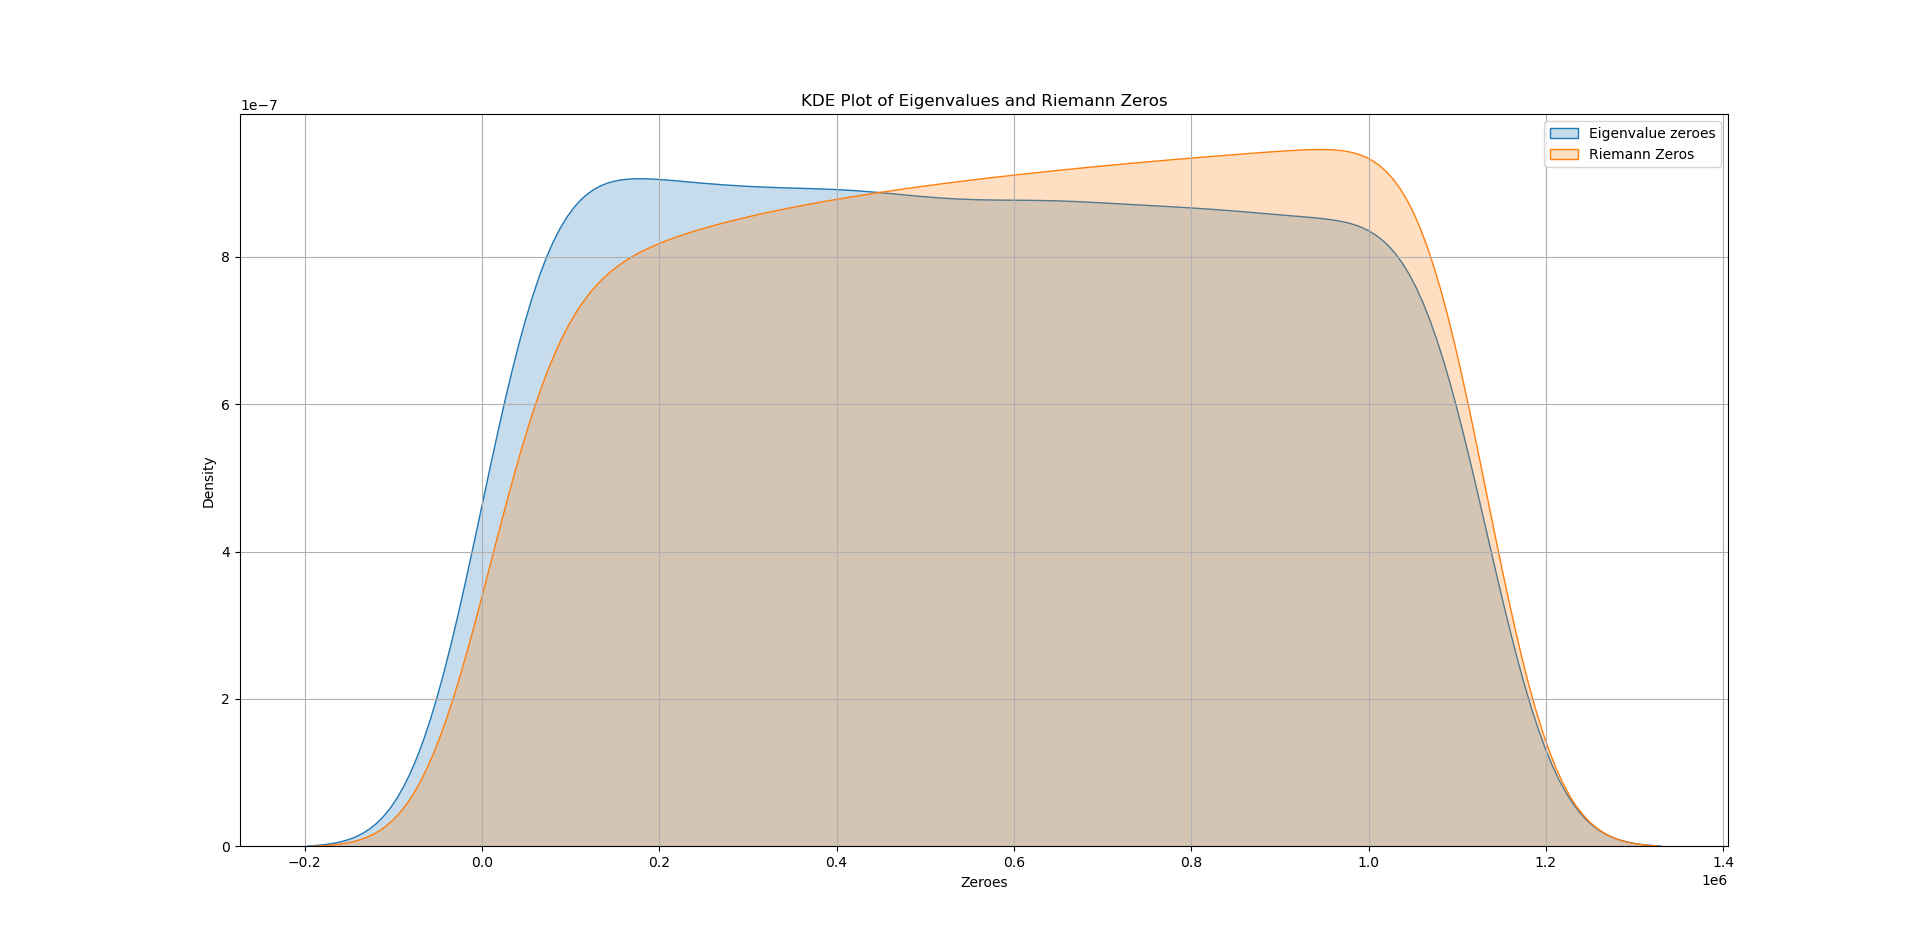 KDE Plot of Eigenvalues and Riemann Zeros
1e−7
Eigenvalue zeroes
Riemann Zeros
8
6
4
2
0
Density
−0.2 0.0 0.2 0.4 0.6 0.8 1.0 1.2 1.4
1e6
Zeroes